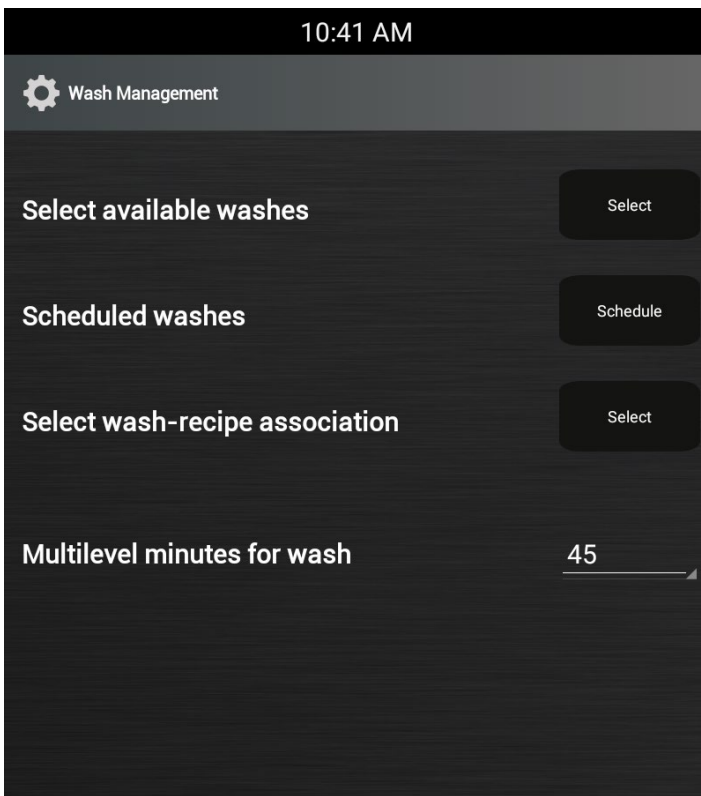 10:41 AM
Wash Management
Select available washes Select
Scheduled washes Schedule
Select wash-recipe association Select
Multilevel minutes for wash 45